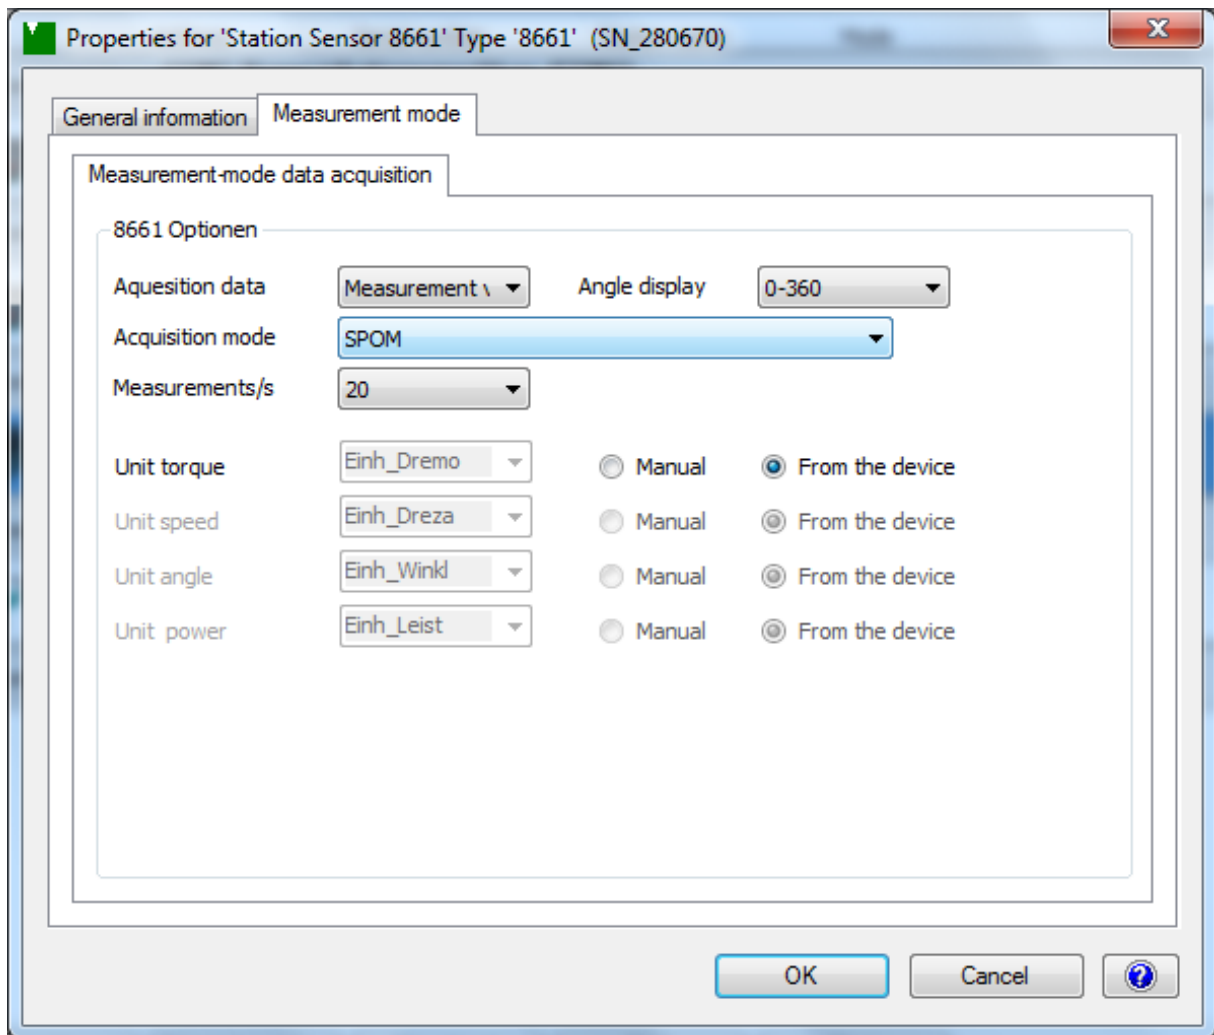 Properties for 'Station Sensor 8661' Type '8661' (SN_280670)
General information Measurement mode
Measurement-mode data acquisition
8661 Optionen
Aquesition data Measurement Angle display 0-360
Acquisition mode SPOM
Measurements/s 20
Unit torque Einh_Dremo Manual From the device
Unit speed Einh_Dreza Manual From the device
Unit angle Einh_Winkl Manual From the device
Unit power Einh_Leist Manual From the device
OK Cancel ?